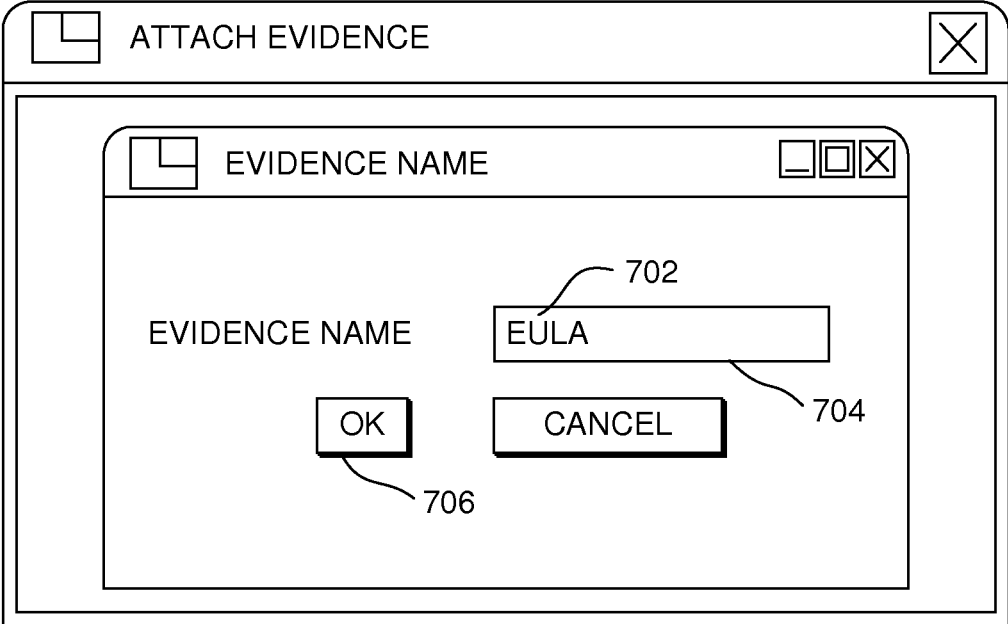 ATTACH EVIDENCE
EVIDENCE NAME
702
EVIDENCE NAME EULA
704
OK CANCEL
706